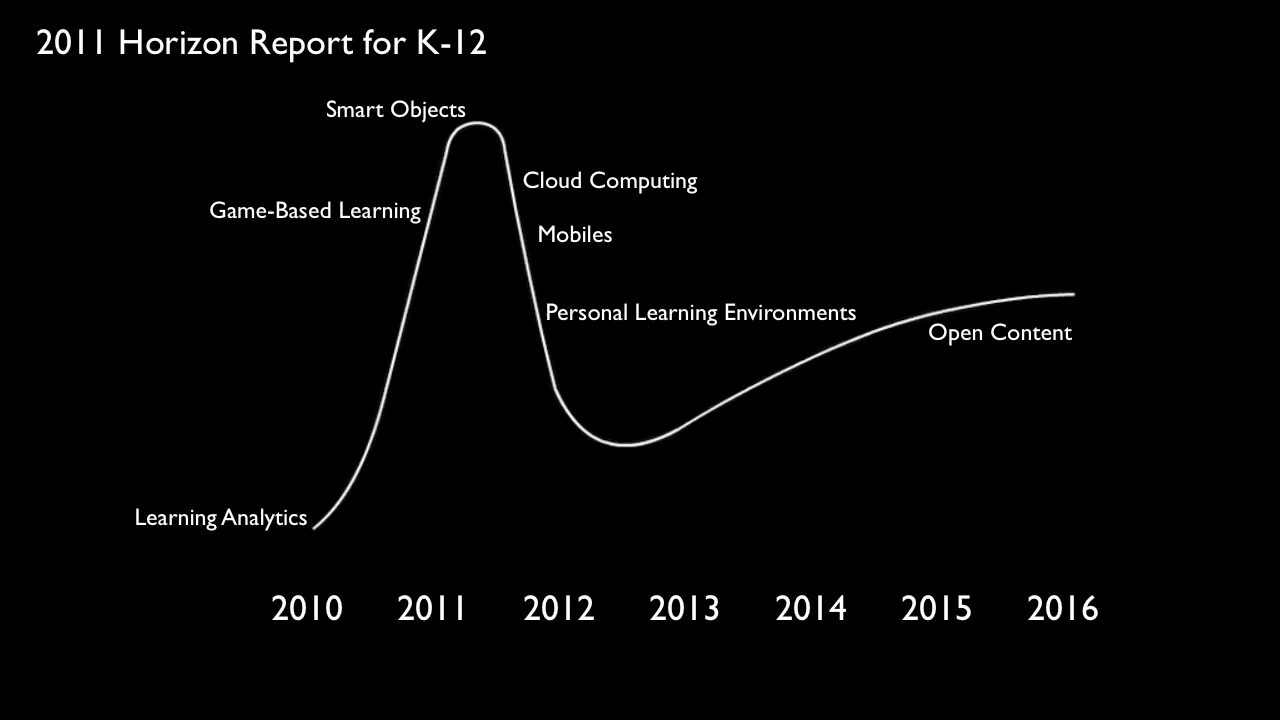 2011 Horizon Report for K-12
Smart Objects
Cloud Computing
Game-Based Learning
Mobiles
Personal Learning Environments
Open Content
Learning Analytics
2010 2011 2012 2013 2014 2015 2016